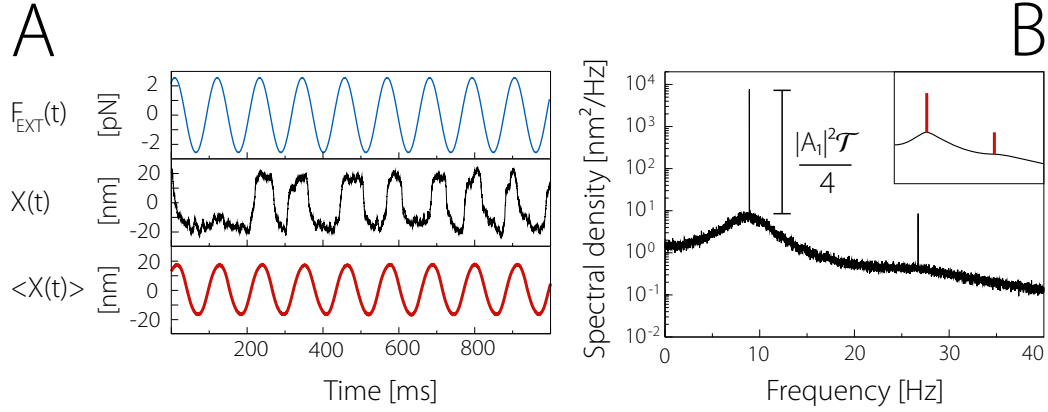 A
F_EXT(t)
[pN]
2
0
-2
X(t)
[nm]
20
0
-20
<X(t)>
[nm]
20
0
-20
200
400
600
800
Time [ms]
B
Spectral density [nm²/Hz]
10⁴
10³
10²
10¹
10⁰
10⁻¹
10⁻²
|A₁|²𝒯
4
0
10
20
30
40
Frequency [Hz]